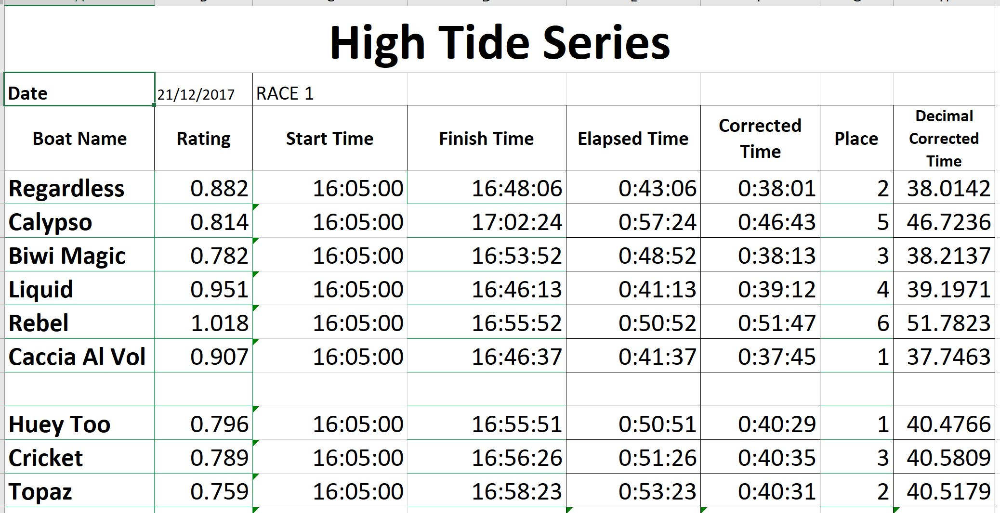 High Tide Series
Date 21/12/2017 RACE 1
Boat Name Rating Start Time Finish Time Elapsed Time Corrected Time Place Decimal Corrected Time
Regardless 0.882 16:05:00 16:48:06 0:43:06 0:38:01 2 38.0142
Calypso 0.814 16:05:00 17:02:24 0:57:24 0:46:43 5 46.7236
Biwi Magic 0.782 16:05:00 16:53:52 0:48:52 0:38:13 3 38.2137
Liquid 0.951 16:05:00 16:46:13 0:41:13 0:39:12 4 39.1971
Rebel 1.018 16:05:00 16:55:52 0:50:52 0:51:47 6 51.7823
Caccia Al Vol 0.907 16:05:00 16:46:37 0:41:37 0:37:45 1 37.7463
Huey Too 0.796 16:05:00 16:55:51 0:50:51 0:40:29 1 40.4766
Cricket 0.789 16:05:00 16:56:26 0:51:26 0:40:35 3 40.5809
Topaz 0.759 16:05:00 16:58:23 0:53:23 0:40:31 2 40.5179